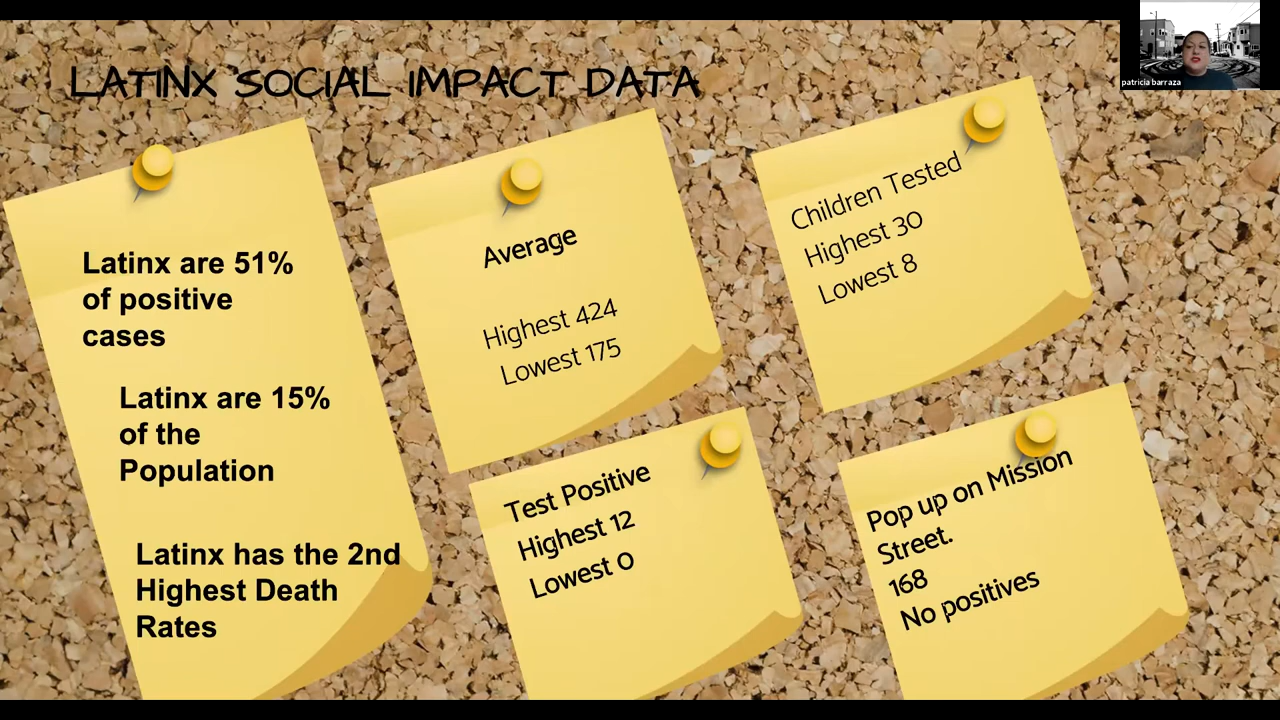 LATINX SOCIAL IMPACT DATA
patricia barraza
Latinx are 51%
of positive
cases
Latinx are 15%
of the
Population
Latinx has the 2nd
Highest Death
Rates
Average
Highest 424
Lowest 175
Children Tested
Highest 30
Lowest 8
Test Positive
Highest 12
Lowest 0
Pop up on Mission
Street.
168
No positives